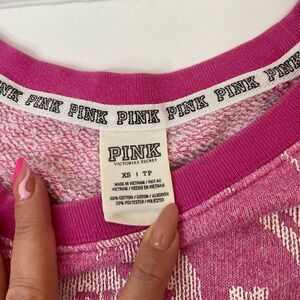 PINK PINK PINK PINK PINK PINK PINK
PINK
VICTORIA'S SECRET
XS | TP
MADE IN VIETNAM / FAIT AU
VIETNAM / HECHO EN VIETNAM
80% COTTON / COTON / ALGODÓN
20% POLYESTER / POLIÉSTER